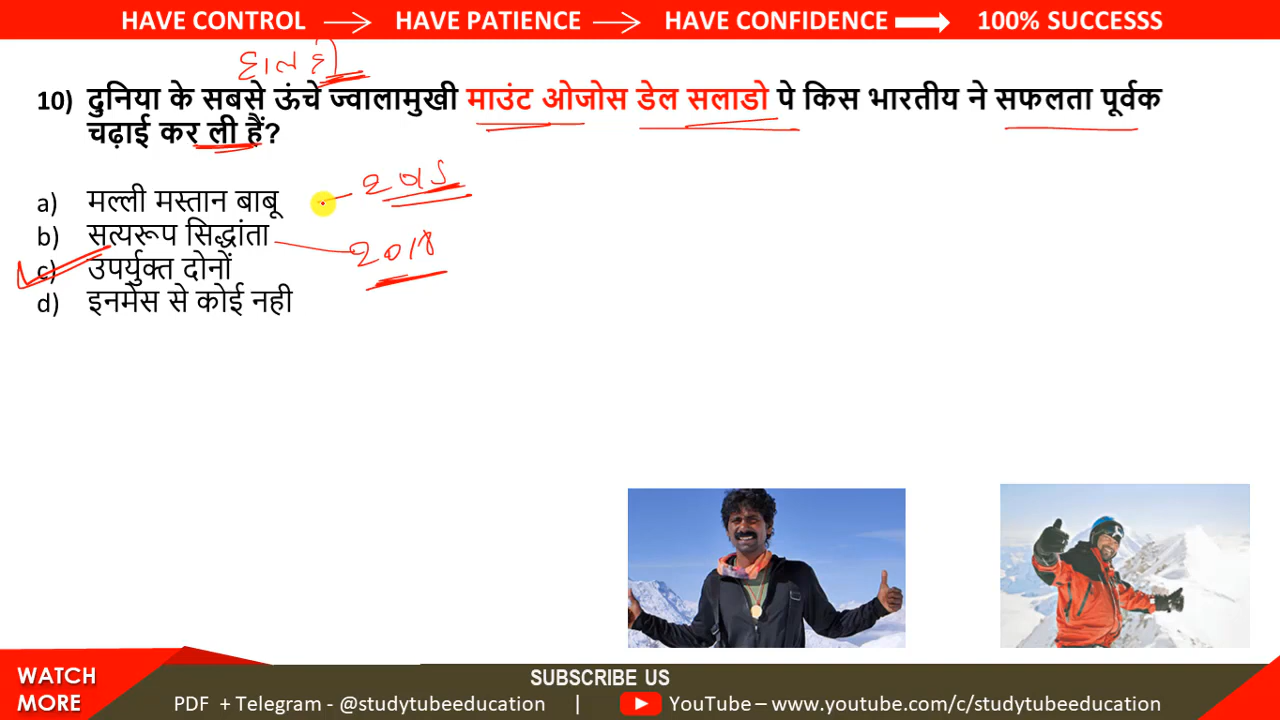 HAVE CONTROL → HAVE PATIENCE → HAVE CONFIDENCE → 100% SUCCESSS
हाल ही
10) दुनिया के सबसे ऊंचे ज्वालामुखी माउंट ओजोस डेल सलाडो पे किस भारतीय ने सफलता पूर्वक
चढ़ाई कर ली हैं?
a) मल्ली मस्तान बाबू
b) सत्यरूप सिद्धांता
2018
c) उपर्युक्त दोनों
d) इनमेस से कोई नही
WATCH
MORE
SUBSCRIBE US
PDF + Telegram - @studytubeeducation | YouTube – www.youtube.com/c/studytubeeducation